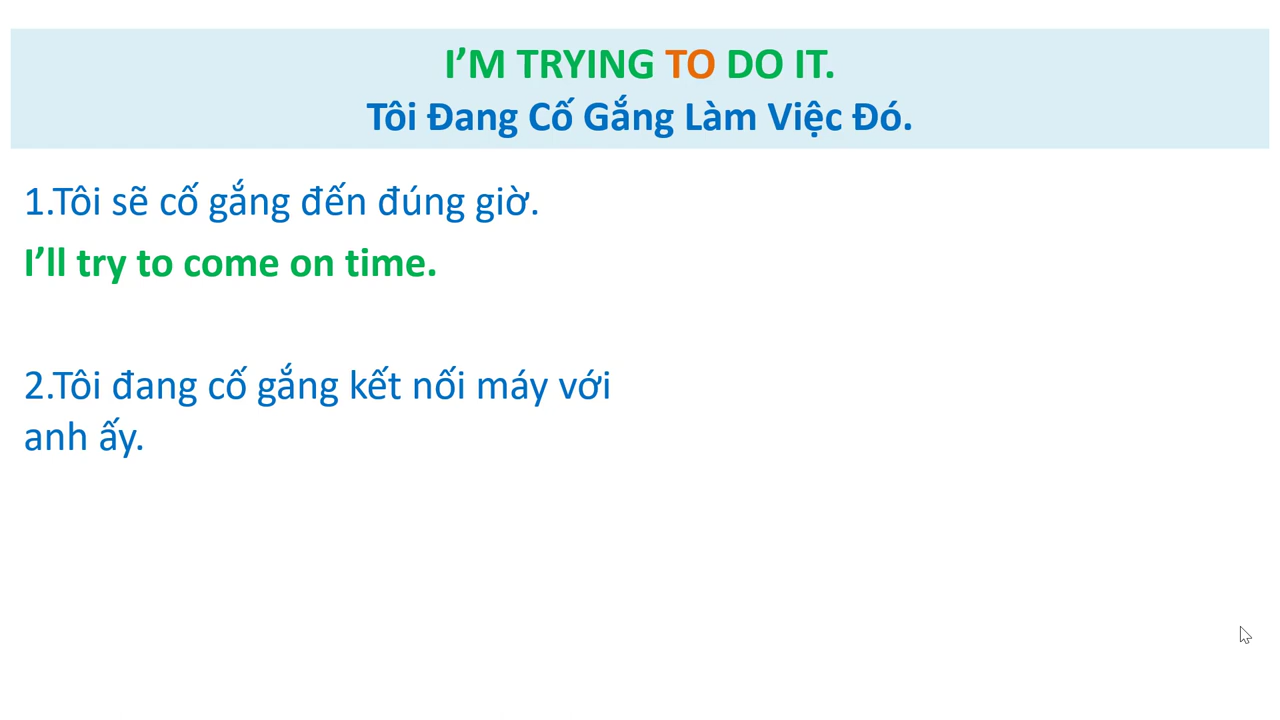 I’M TRYING TO DO IT.
Tôi Đang Cố Gắng Làm Việc Đó.
1.Tôi sẽ cố gắng đến đúng giờ.
I’ll try to come on time.
2.Tôi đang cố gắng kết nối máy với
anh ấy.